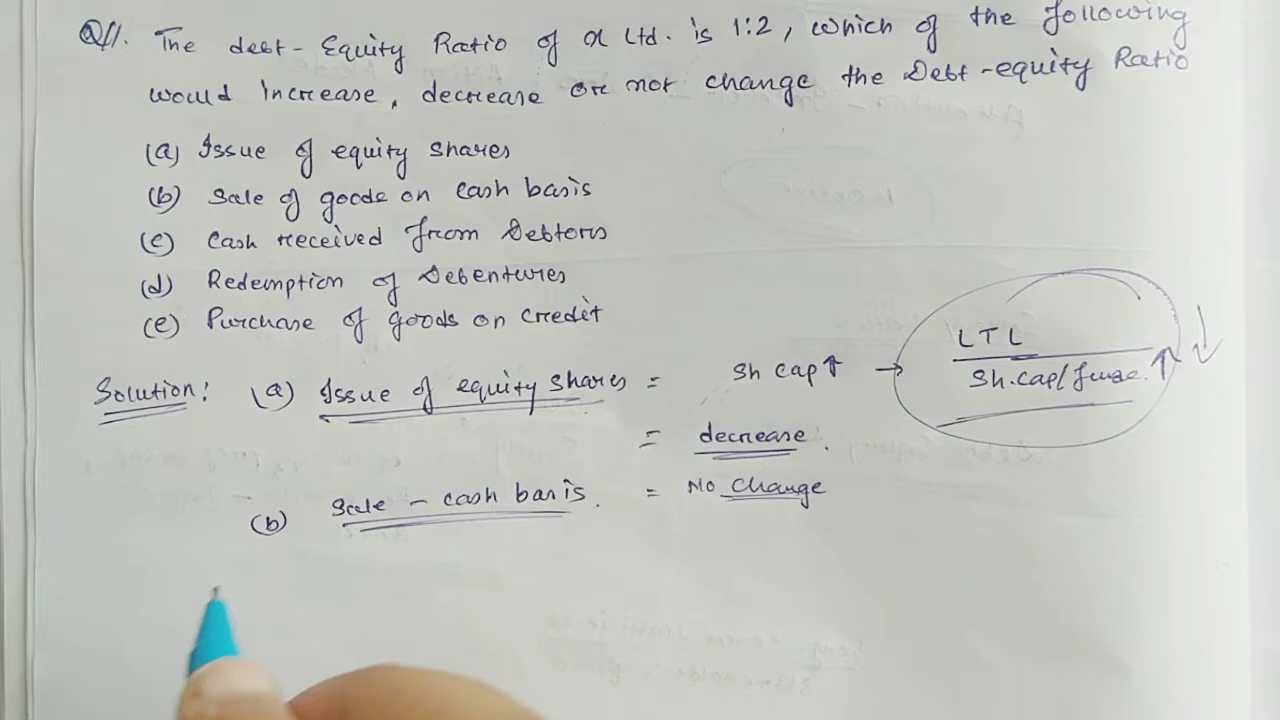 Q11. The debt-Equity Ratio of x Ltd. is 1:2, which of the following
would increase, decrease or not change the Debt-equity Ratio
(a) Issue of equity shares
(b) Sale of goods on cash basis
(c) Cash received from Debtors
(d) Redemption of Debentures
(e) Purchase of goods on credit
Solution: (a) Issue of equity shares = Sh Cap ↑ →
LTL
Sh. cap/ ↑ ↓
= decrease.
(b) Sale - cash basis. = No change